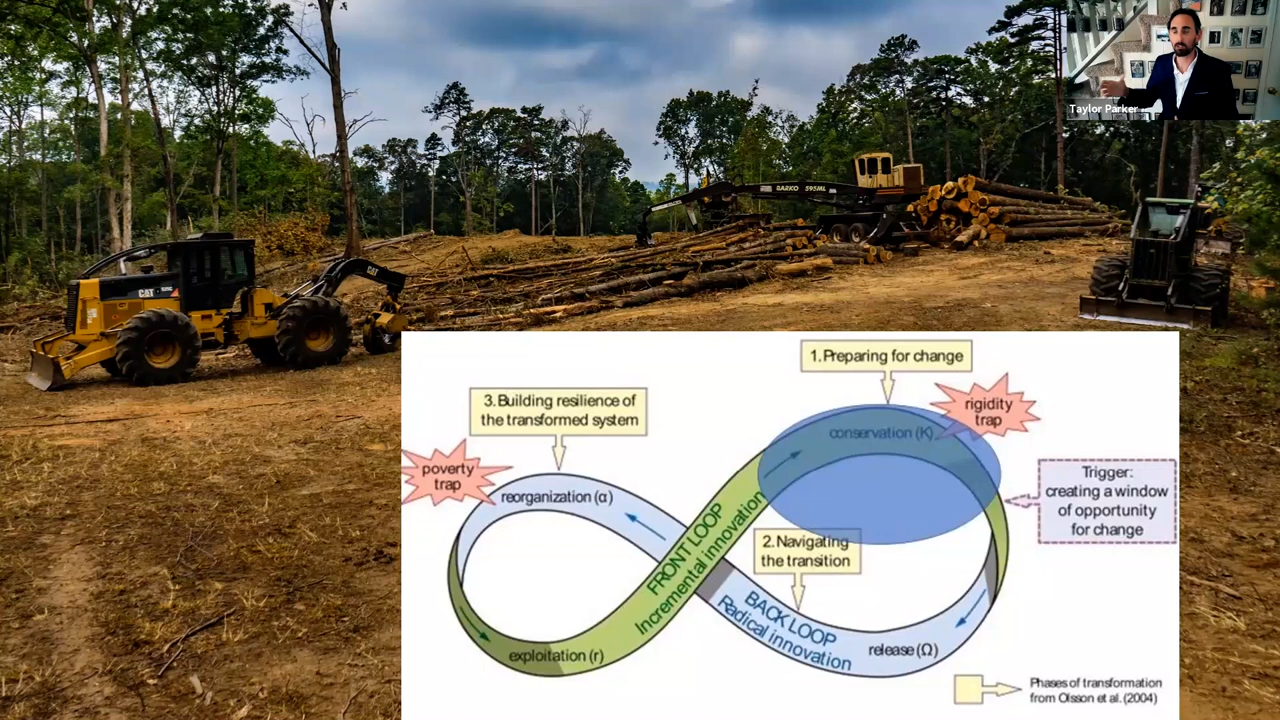 Taylor Parker
BARKO 595ML
CAT
CAT
1. Preparing for change
rigidity
trap
conservation (K)
3. Building resilience of
the transformed system
poverty
trap
reorganization (α)
Trigger:
creating a window
of opportunity
for change
FRONT LOOP
Incremental innovation
2. Navigating
the transition
BACK LOOP
Radical innovation
exploitation (r)
release (Ω)
Phases of transformation
from Olsson et al. (2004)